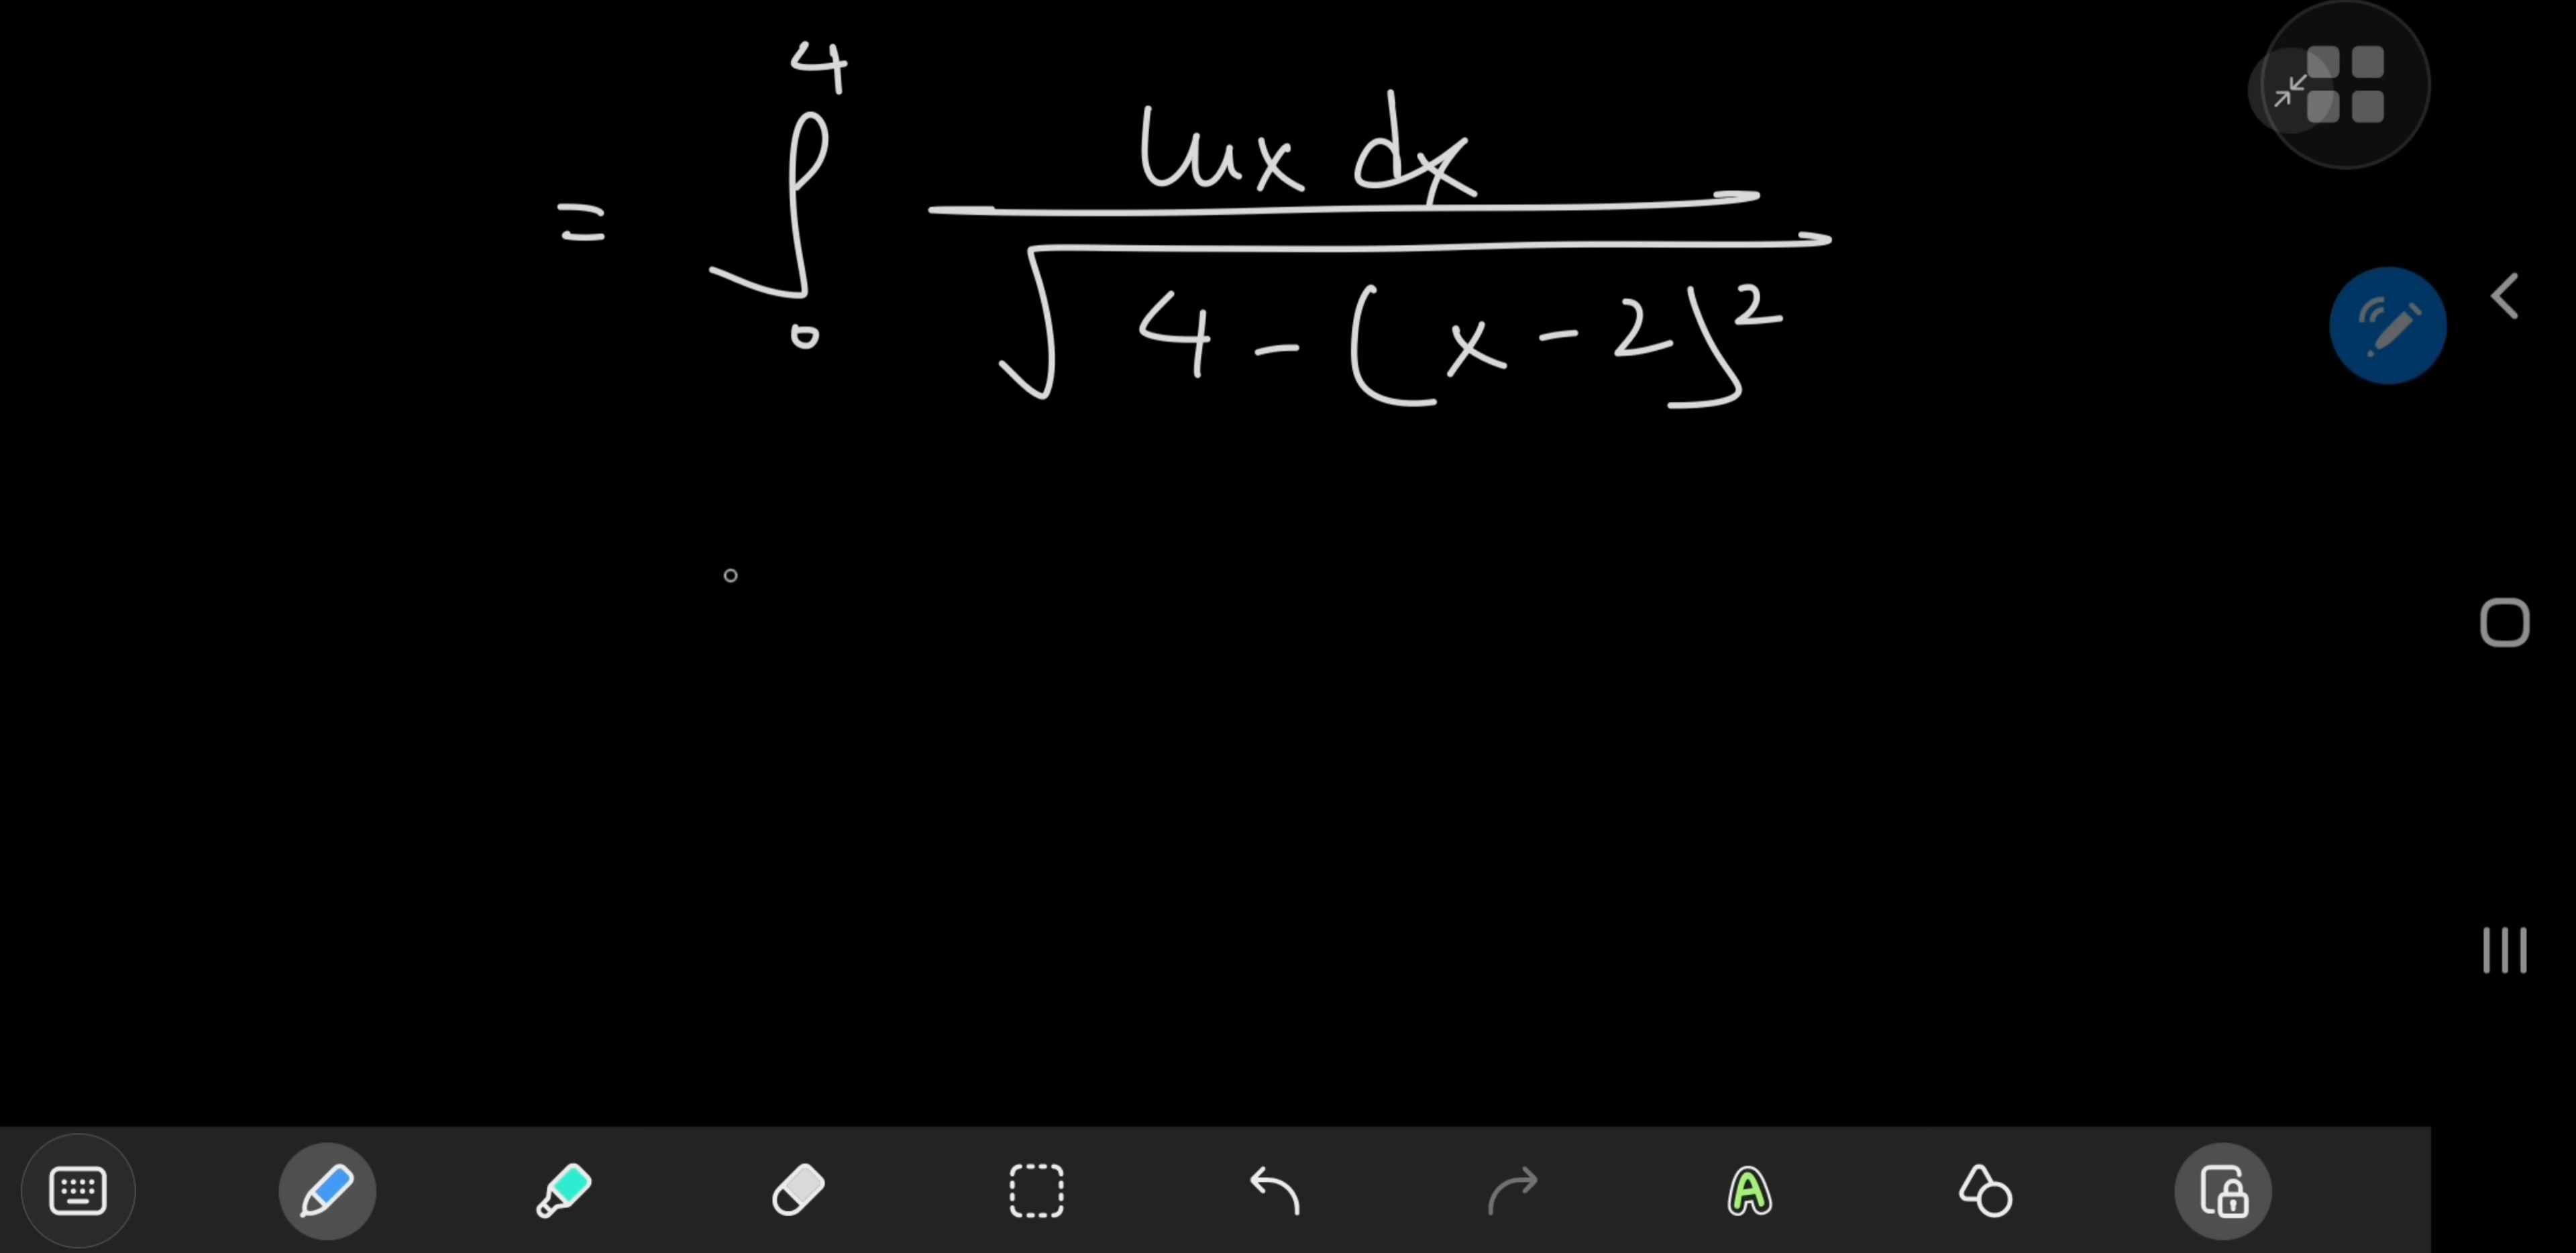 = ∫₀⁴ (ln x dx) / √(4 - (x - 2)²)